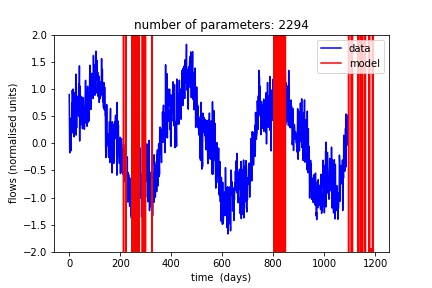 number of parameters: 2294
data
model
2.0
1.5
1.0
0.5
0.0
−0.5
−1.0
−1.5
−2.0
flows (normalised units)
0 200 400 600 800 1000 1200
time (days)